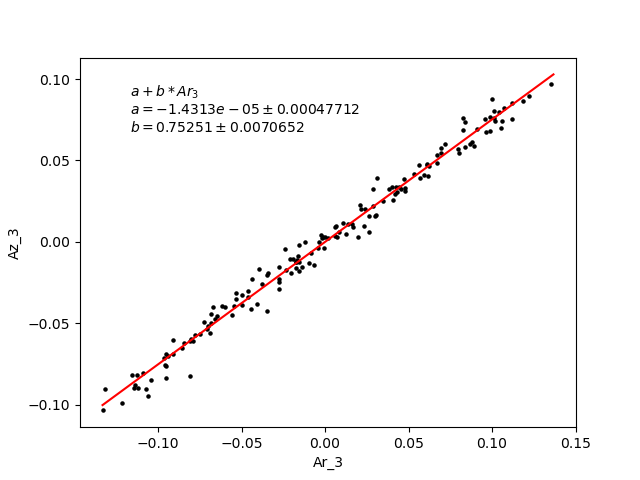 a + b * Ar₃
a = −1.4313e − 05 ± 0.00047712
b = 0.75251 ± 0.0070652
0.10
0.05
0.00
−0.05
−0.10
Az_3
−0.10 −0.05 0.00 0.05 0.10 0.15
Ar_3